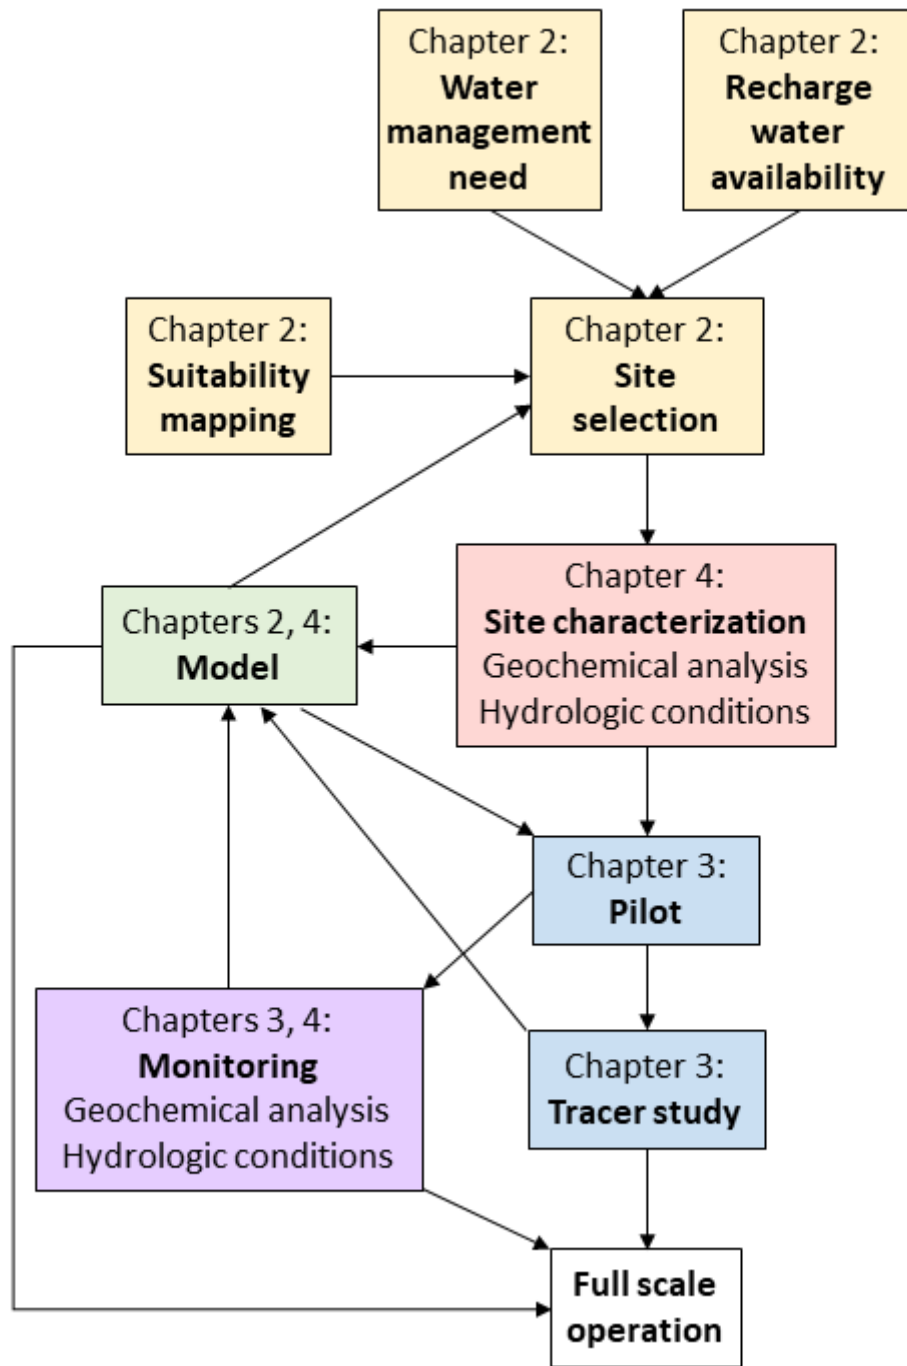 Chapter 2:
Water
management
need
Chapter 2:
Recharge
water
availability
Chapter 2:
Suitability
mapping
Chapter 2:
Site
selection
Chapters 2, 4:
Model
Chapter 4:
Site characterization
Geochemical analysis
Hydrologic conditions
Chapter 3:
Pilot
Chapters 3, 4:
Monitoring
Geochemical analysis
Hydrologic conditions
Chapter 3:
Tracer study
Full scale
operation